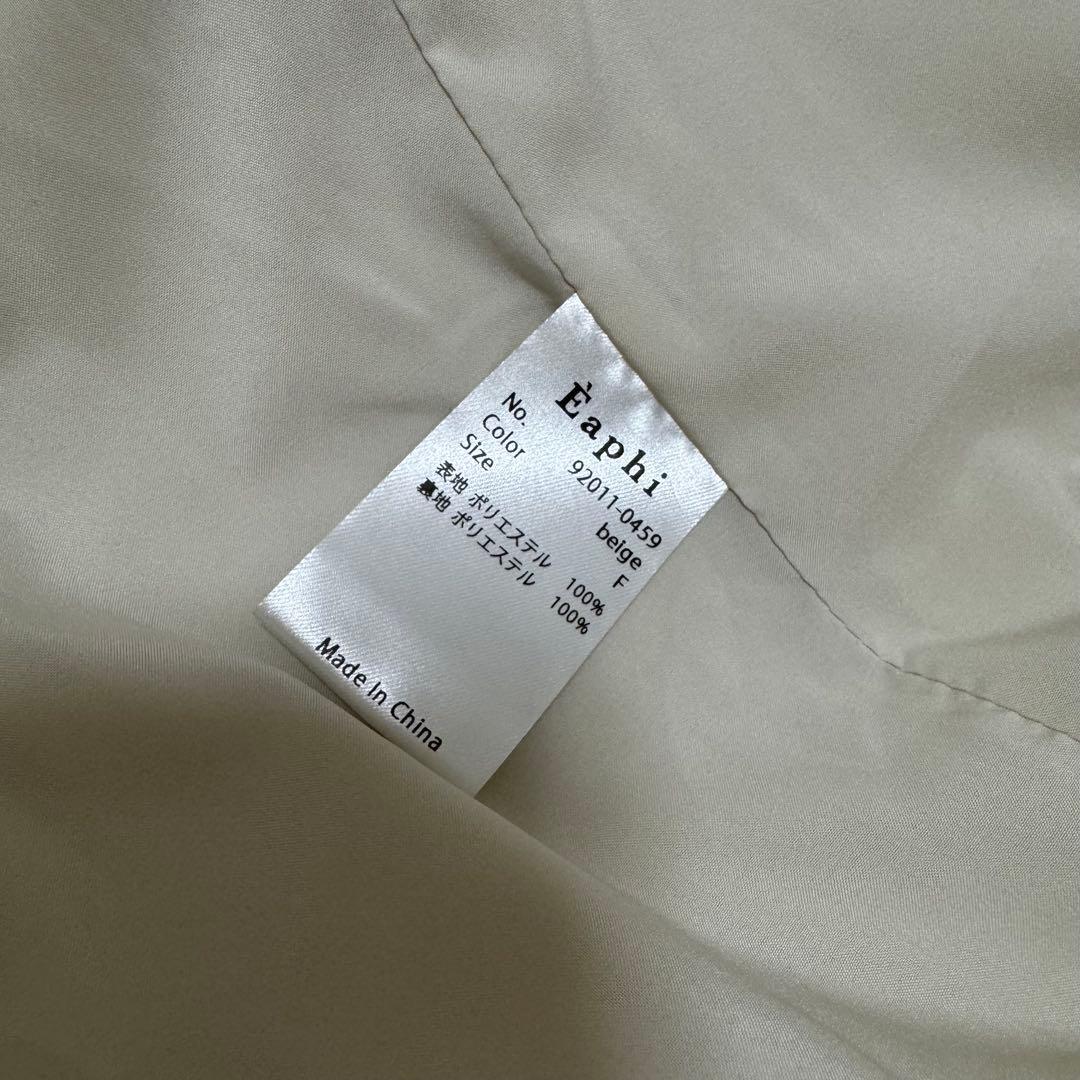 Èaphi
No. 92011-0459
Color beige
Size F
表地 ポリエステル 100%
裏地 ポリエステル 100%
Made In China